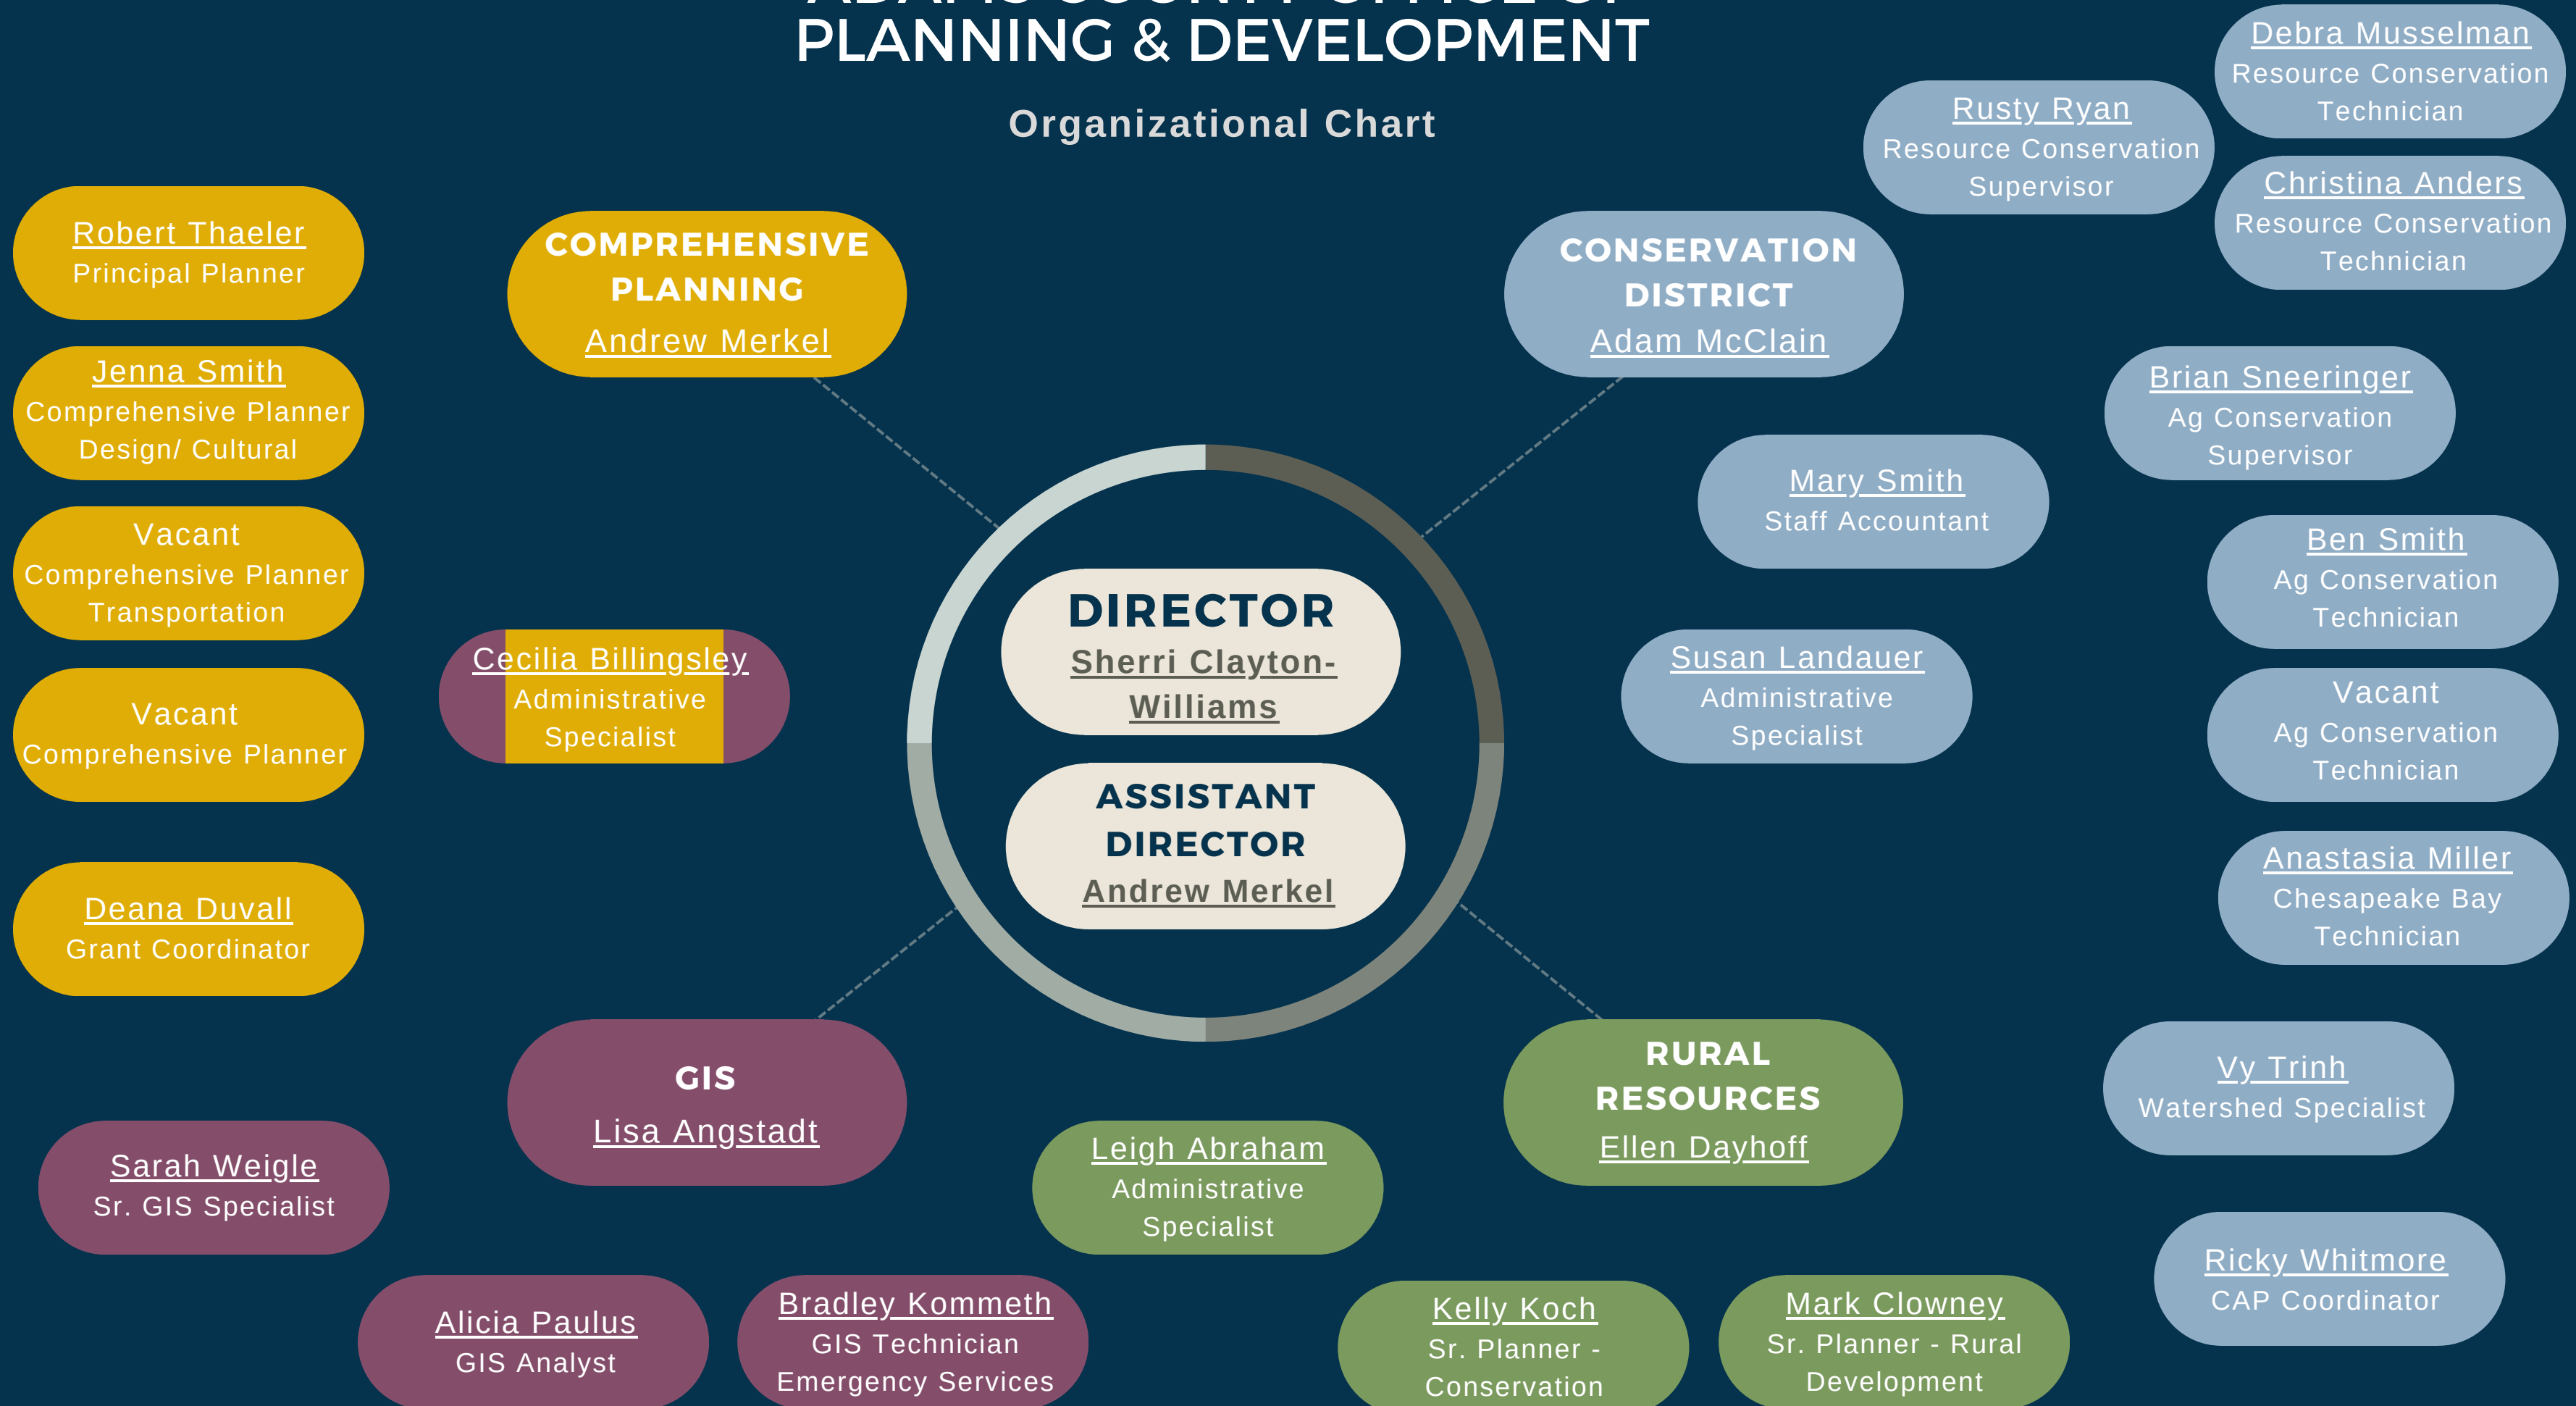 PLANNING & DEVELOPMENT
Organizational Chart
Robert Thaeler
Principal Planner
Jenna Smith
Comprehensive Planner
Design/ Cultural
Vacant
Comprehensive Planner
Transportation
Vacant
Comprehensive Planner
Deana Duvall
Grant Coordinator
COMPREHENSIVE
PLANNING
Andrew Merkel
Cecilia Billingsley
Administrative
Specialist
DIRECTOR
Sherri Clayton-
Williams
ASSISTANT
DIRECTOR
Andrew Merkel
CONSERVATION
DISTRICT
Adam McClain
Rusty Ryan
Resource Conservation
Supervisor
Debra Musselman
Resource Conservation
Technician
Christina Anders
Resource Conservation
Technician
Brian Sneeringer
Ag Conservation
Supervisor
Mary Smith
Staff Accountant
Ben Smith
Ag Conservation
Technician
Susan Landauer
Administrative
Specialist
Vacant
Ag Conservation
Technician
Anastasia Miller
Chesapeake Bay
Technician
Vy Trinh
Watershed Specialist
Ricky Whitmore
CAP Coordinator
GIS
Lisa Angstadt
Sarah Weigle
Sr. GIS Specialist
Alicia Paulus
GIS Analyst
Bradley Kommeth
GIS Technician
Emergency Services
RURAL
RESOURCES
Ellen Dayhoff
Leigh Abraham
Administrative
Specialist
Kelly Koch
Sr. Planner -
Conservation
Mark Clowney
Sr. Planner - Rural
Development